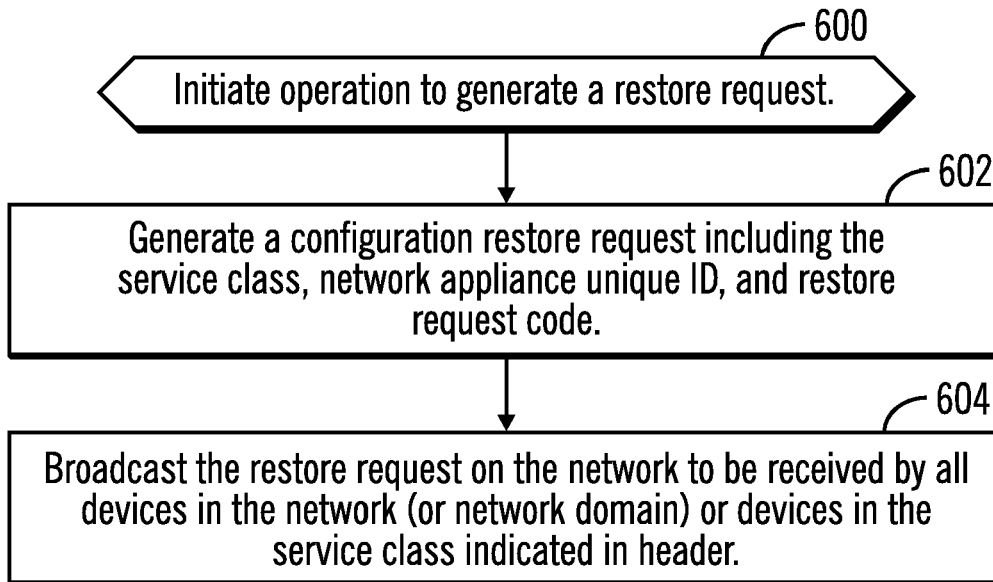 600
Initiate operation to generate a restore request.
602
Generate a configuration restore request including the
service class, network appliance unique ID, and restore
request code.
604
Broadcast the restore request on the network to be received by all
devices in the network (or network domain) or devices in the
service class indicated in header.